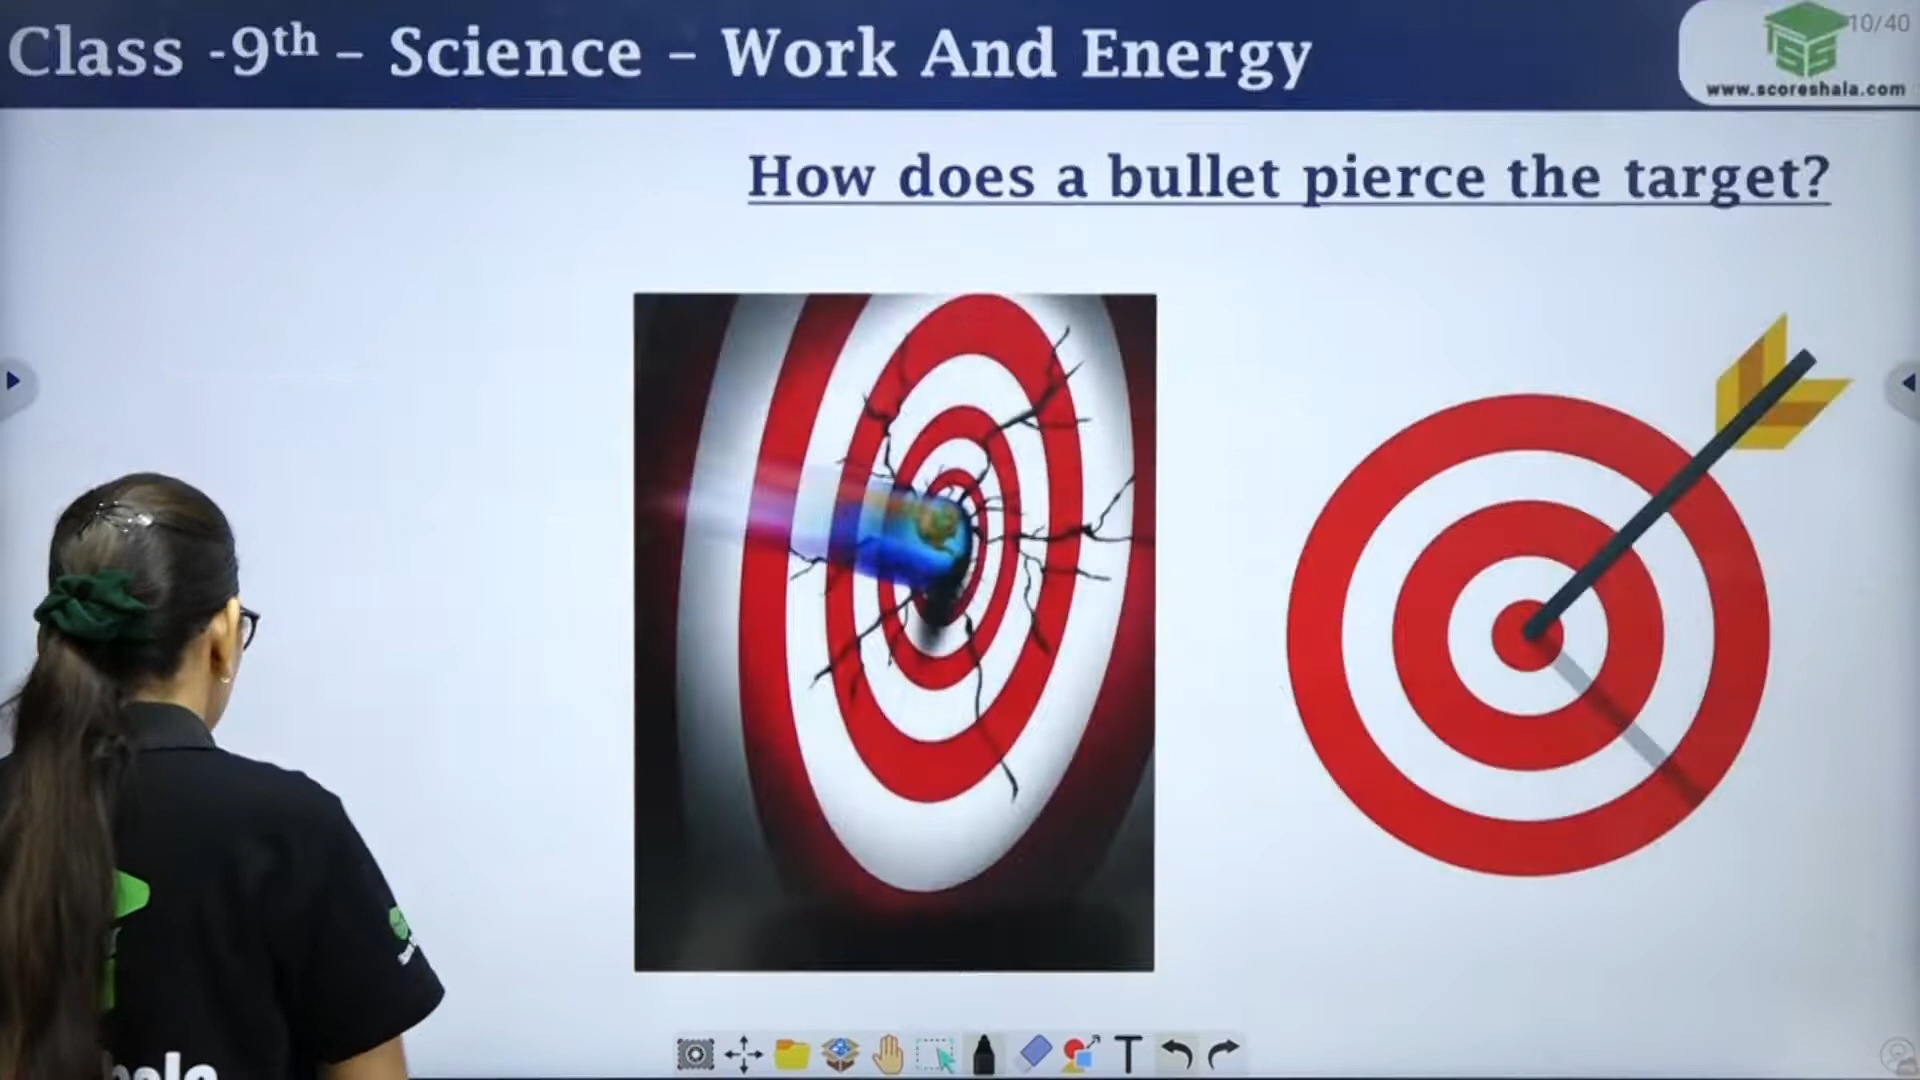 Class -9th – Science – Work And Energy
10/40
www.scoreshala.com
How does a bullet pierce the target?